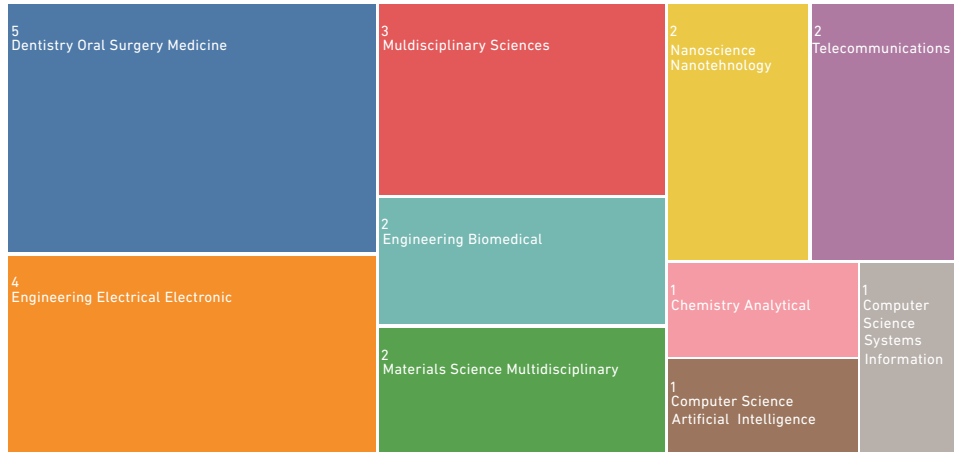 5
Dentistry Oral Surgery Medicine
4
Engineering Electrical Electronic
3
Muldisciplinary Sciences
2
Engineering Biomedical
2
Materials Science Multidisciplinary
2
Nanoscience
Nanotehnology
2
Telecommunications
1
Chemistry Analytical
1
Computer Science
Artificial Intelligence
1
Computer
Science
Systems
Information